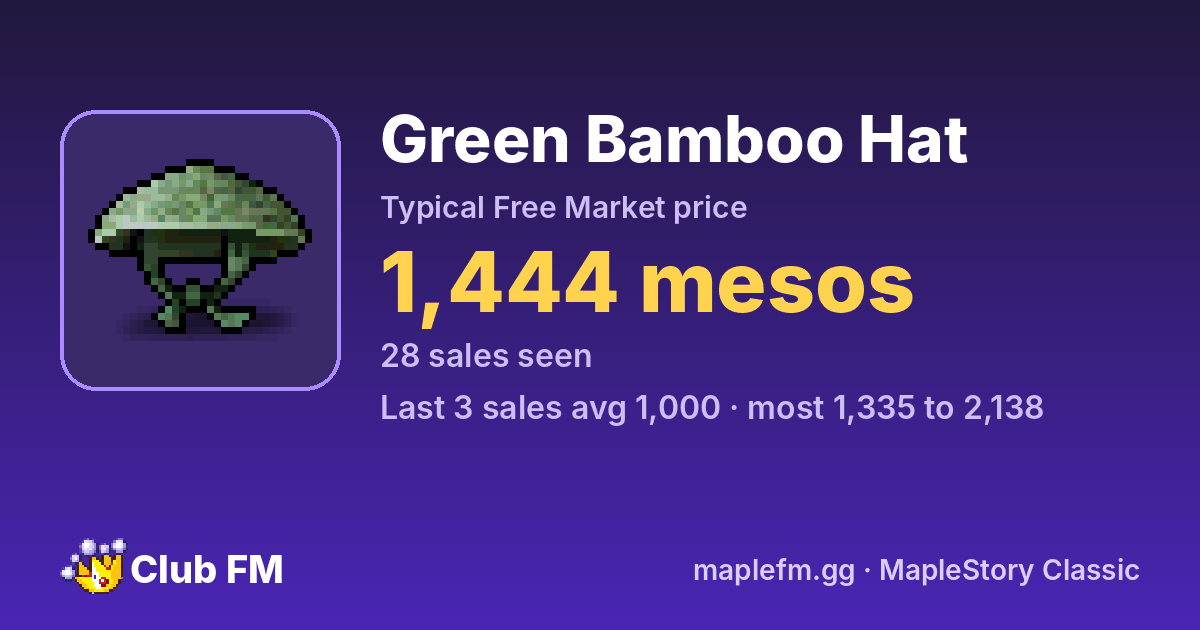 Green Bamboo Hat
Typical Free Market price
1,444 mesos
28 sales seen
Last 3 sales avg 1,000 · most 1,335 to 2,138
Club FM
maplefm.gg · MapleStory Classic